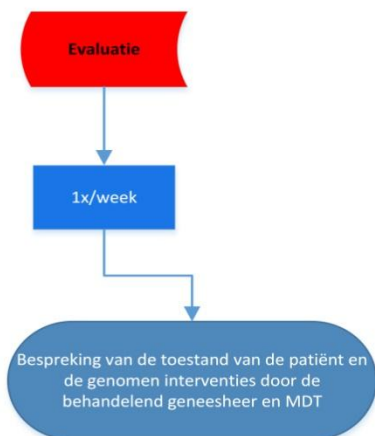 Evaluatie
1x/week
Bespreking van de toestand van de patiënt en
de genomen interventies door de
behandelend geneesheer en MDT